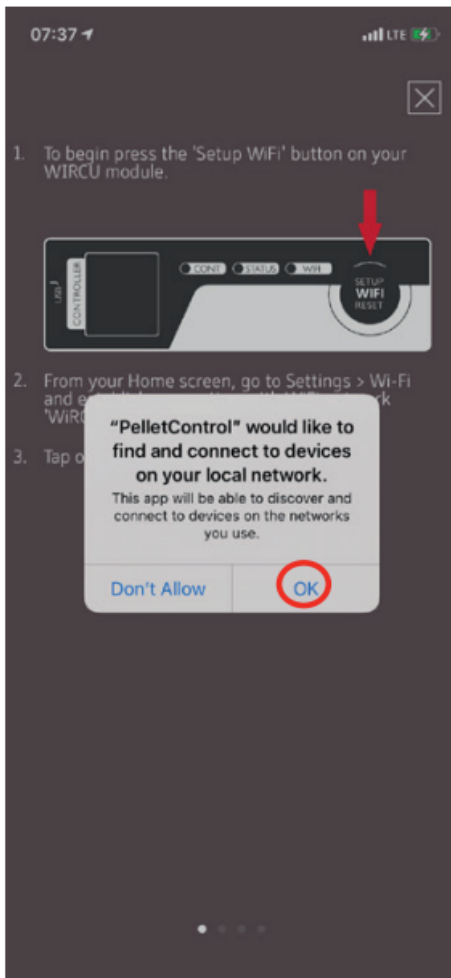 07:37
LTE
1. To begin press the 'Setup WiFi' button on your
WIRCU module.
USB
CONTROLLER
CONT
STATUS
WIFI
SETUP
WIFI
RESET
2. From your Home screen, go to Settings > Wi-Fi
and
'WiRC
3. Tap o
"PelletControl" would like to
find and connect to devices
on your local network.
This app will be able to discover and
connect to devices on the networks
you use.
Don't Allow
OK